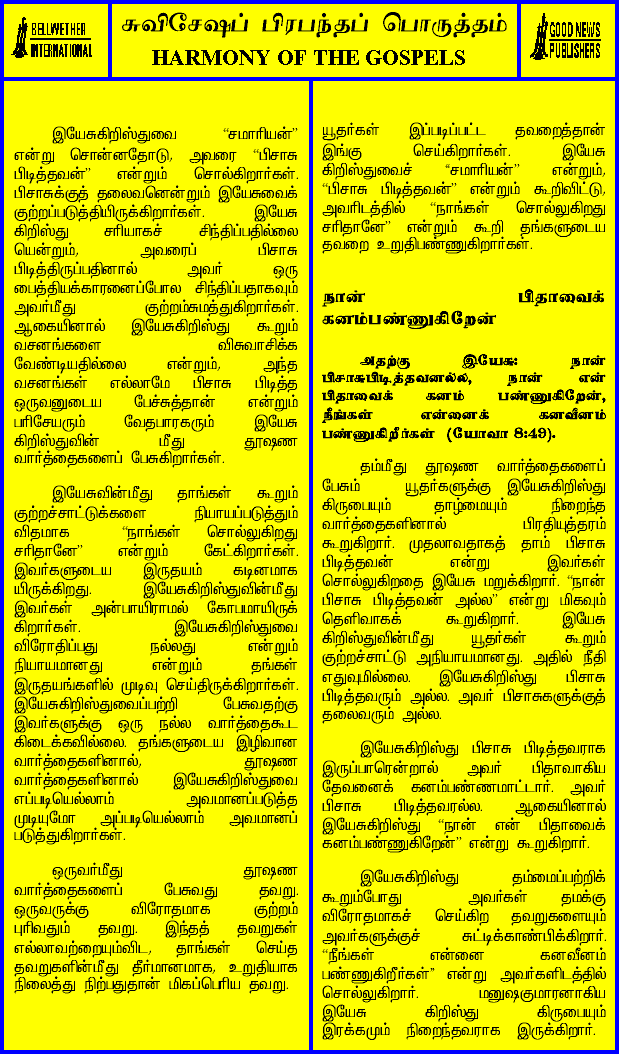 BELLWETHER
INTERNATIONAL
சுவிசேஷப் பிரபந்தப் பொருத்தம்
HARMONY OF THE GOSPELS
GOOD NEWS
PUBLISHERS
இயேசுகிறிஸ்துவை “சமாரியன்”
என்று சொன்னதோடு, அவரை “பிசாசு
பிடித்தவன்” என்றும் சொல்கிறார்கள்.
பிசாசுக்குத் தலைவனென்றும் இயேசுவைக்
குற்றப்படுத்தியிருக்கிறார்கள். இயேசு
கிறிஸ்து சரியாகச் சிந்திப்பதில்லை
யென்றும், அவரைப் பிசாசு
பிடித்திருப்பதினால் அவர் ஒரு
பைத்தியக்காரனைப்போல சிந்திப்பதாகவும்
அவர்மீது குற்றம்சுமத்துகிறார்கள்.
ஆகையினால் இயேசுகிறிஸ்து கூறும்
வசனங்களை விசுவாசிக்க
வேண்டியதில்லை என்றும், அந்த
வசனங்கள் எல்லாமே பிசாசு பிடித்த
ஒருவனுடைய பேச்சுத்தான் என்றும்
பரிசேயரும் வேதபாரகரும் இயேசு
கிறிஸ்துவின் மீது தூஷண
வார்த்தைகளைப் பேசுகிறார்கள்.
இயேசுவின்மீது தாங்கள் கூறும்
குற்றச்சாட்டுக்களை நியாயப்படுத்தும்
விதமாக “நாங்கள் சொல்லுகிறது
சரிதானே” என்றும் கேட்கிறார்கள்.
இவர்களுடைய இருதயம் கடினமாக
யிருக்கிறது. இயேசுகிறிஸ்துவின்மீது
இவர்கள் அன்பாயிராமல் கோபமாயிருக்
கிறார்கள். இயேசுகிறிஸ்துவை
விரோதிப்பது நல்லது என்றும்
நியாயமானது என்றும் தங்கள்
இருதயங்களில் முடிவு செய்திருக்கிறார்கள்.
இயேசுகிறிஸ்துவைப்பற்றி பேசுவதற்கு
இவர்களுக்கு ஒரு நல்ல வார்த்தைகூட
கிடைக்கவில்லை. தங்களுடைய இழிவான
வார்த்தைகளினால், தூஷண
வார்த்தைகளினால் இயேசுகிறிஸ்துவை
எப்படியெல்லாம் அவமானப்படுத்த
முடியுமோ அப்படியெல்லாம் அவமானப்
படுத்துகிறார்கள்.
ஒருவர்மீது தூஷண
வார்த்தைகளைப் பேசுவது தவறு.
ஒருவருக்கு விரோதமாக குற்றம்
புரிவதும் தவறு. இந்தத் தவறுகள்
எல்லாவற்றையும்விட, தாங்கள் செய்த
தவறுகளின்மீது தீர்மானமாக, உறுதியாக
நிலைத்து நிற்பதுதான் மிகப்பெரிய தவறு.
யூதர்கள் இப்படிப்பட்ட தவறைத்தான்
இங்கு செய்கிறார்கள். இயேசு
கிறிஸ்துவைச் “சமாரியன்” என்றும்,
“பிசாசு பிடித்தவன்” என்றும் கூறிவிட்டு,
அவரிடத்தில் “நாங்கள் சொல்லுகிறது
சரிதானே” என்றும் கூறி தங்களுடைய
தவறை உறுதிபண்ணுகிறார்கள்.
நான் பிதாவைக்
கனம்பண்ணுகிறேன்
அதற்கு இயேசு: நான்
பிசாசுபிடித்தவனல்ல, நான் என்
பிதாவைக் கனம் பண்ணுகிறேன்,
நீங்கள் என்னைக் கனவீனம்
பண்ணுகிறீர்கள் (யோவா 8:49).
தம்மீது தூஷண வார்த்தைகளைப்
பேசும் யூதர்களுக்கு இயேசுகிறிஸ்து
கிருபையும் தாழ்மையும் நிறைந்த
வார்த்தைகளினால் பிரதியுத்தரம்
கூறுகிறார். முதலாவதாகத் தாம் பிசாசு
பிடித்தவன் என்று இவர்கள்
சொல்லுகிறதை இயேசு மறுக்கிறார். “நான்
பிசாசு பிடித்தவன் அல்ல” என்று மிகவும்
தெளிவாகக் கூறுகிறார். இயேசு
கிறிஸ்துவின்மீது யூதர்கள் கூறும்
குற்றச்சாட்டு அநியாயமானது. அதில் நீதி
எதுவுமில்லை. இயேசுகிறிஸ்து பிசாசு
பிடித்தவரும் அல்ல. அவர் பிசாசுகளுக்குத்
தலைவரும் அல்ல.
இயேசுகிறிஸ்து பிசாசு பிடித்தவராக
இருப்பாரென்றால் அவர் பிதாவாகிய
தேவனைக் கனம்பண்ணமாட்டார். அவர்
பிசாசு பிடித்தவரல்ல. ஆகையினால்
இயேசுகிறிஸ்து “நான் என் பிதாவைக்
கனம்பண்ணுகிறேன்” என்று கூறுகிறார்.
இயேசுகிறிஸ்து தம்மைப்பற்றிக்
கூறும்போது அவர்கள் தமக்கு
விரோதமாகச் செய்கிற தவறுகளையும்
அவர்களுக்குச் சுட்டிக்காண்பிக்கிறார்.
“நீங்கள் என்னை கனவீனம்
பண்ணுகிறீர்கள்” என்று அவர்களிடத்தில்
சொல்லுகிறார். மனுஷகுமாரனாகிய
இயேசு கிறிஸ்து கிருபையும்
இரக்கமும் நிறைந்தவராக இருக்கிறார்.